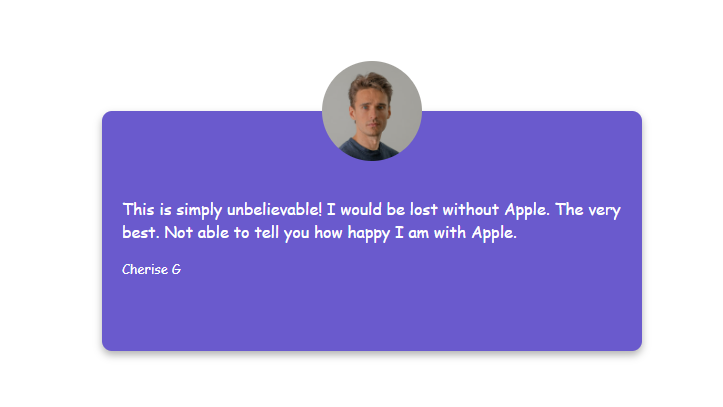 This is simply unbelievable! I would be lost without Apple. The very
best. Not able to tell you how happy I am with Apple.
Cherise G